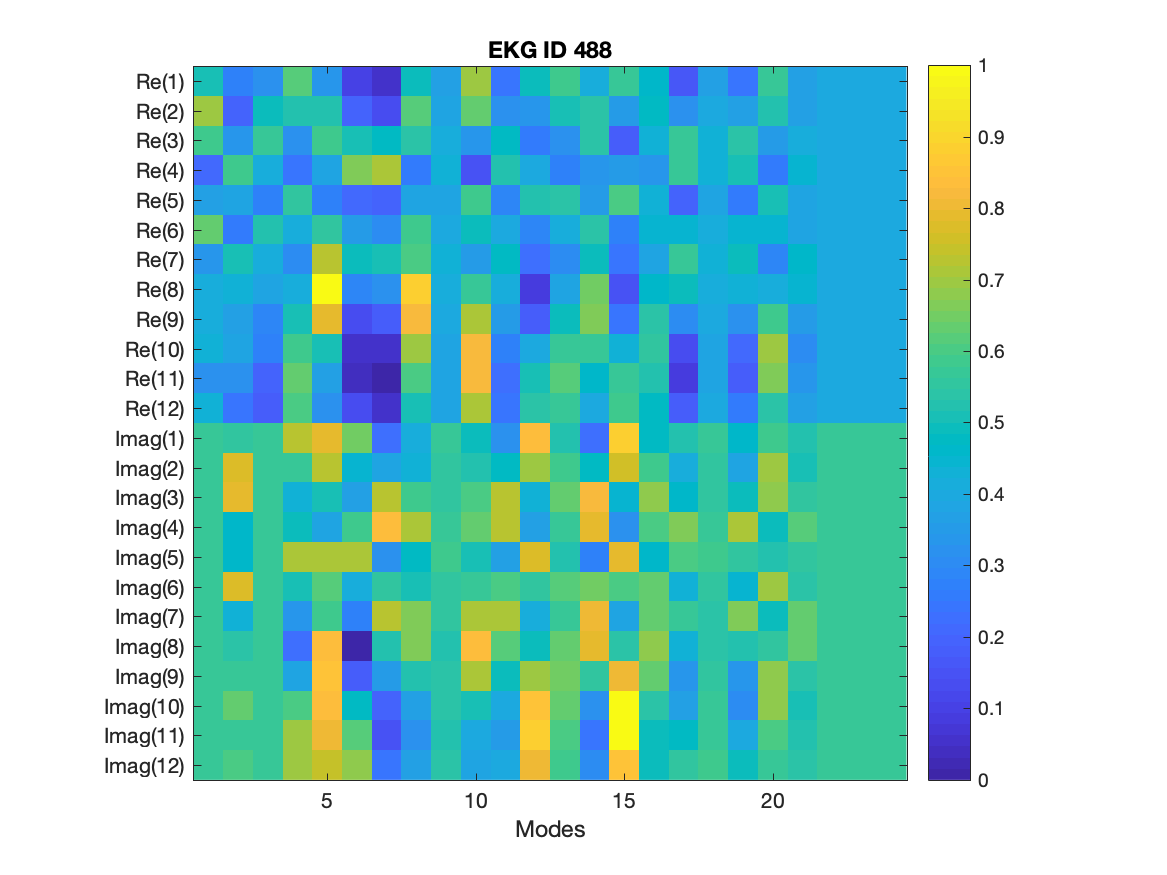 EKG ID 488
Re(1)
Re(2)
Re(3)
Re(4)
Re(5)
Re(6)
Re(7)
Re(8)
Re(9)
Re(10)
Re(11)
Re(12)
Imag(1)
Imag(2)
Imag(3)
Imag(4)
Imag(5)
Imag(6)
Imag(7)
Imag(8)
Imag(9)
Imag(10)
Imag(11)
Imag(12)
5 10 15 20
Modes
1
0.9
0.8
0.7
0.6
0.5
0.4
0.3
0.2
0.1
0